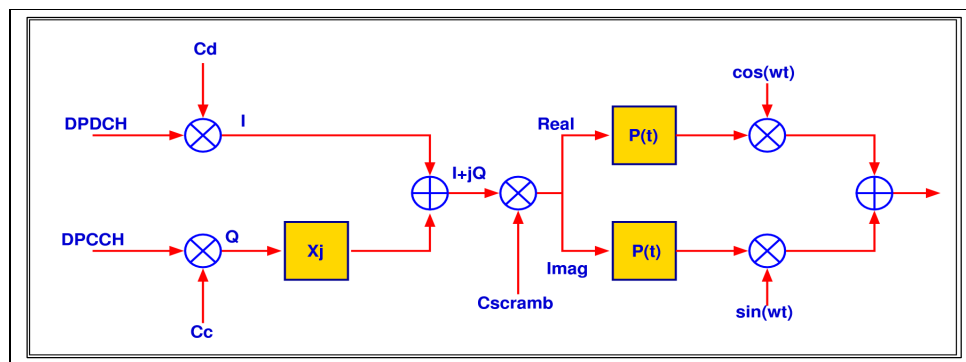 Cd
cos(wt)
DPDCH
I
Real
P(t)
I+jQ
DPCCH
Q
Xj
P(t)
Imag
Cscramb
Cc
sin(wt)